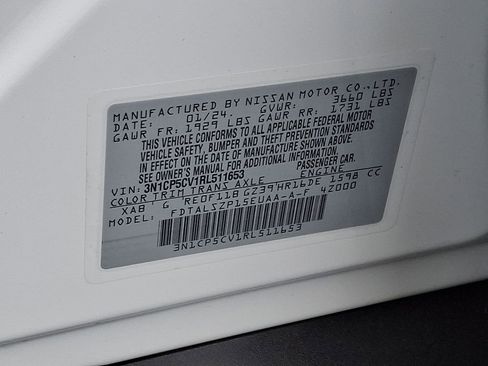 MANUFACTURED BY NISSAN MOTOR CO.,LTD.
DATE: 01/24 GVWR: 3660 LBS
GAWR FR: 1929 LBS GAWR RR: 1731 LBS
THIS VEHICLE CONFORMS TO ALL APPLICABLE FEDERAL MOTOR
VEHICLE SAFETY, BUMPER AND THEFT PREVENTION STANDARDS
IN EFFECT ON THE DATE OF MANUFACTURE SHOWN ABOVE.
SEE OWNER'S MANUAL FOR ADDITIONAL INFORMATION.
VIN: 3N1CP5CV1RL511653 PASSENGER CAR
COLOR TRIM TRANS AXLE ENGINE
XAB G RE0F11B GZ39 HR16DE 1598 CC
MODEL: FDTALSZP15EUAA-A-F 4Z000
3N1CP5CV1RL511653